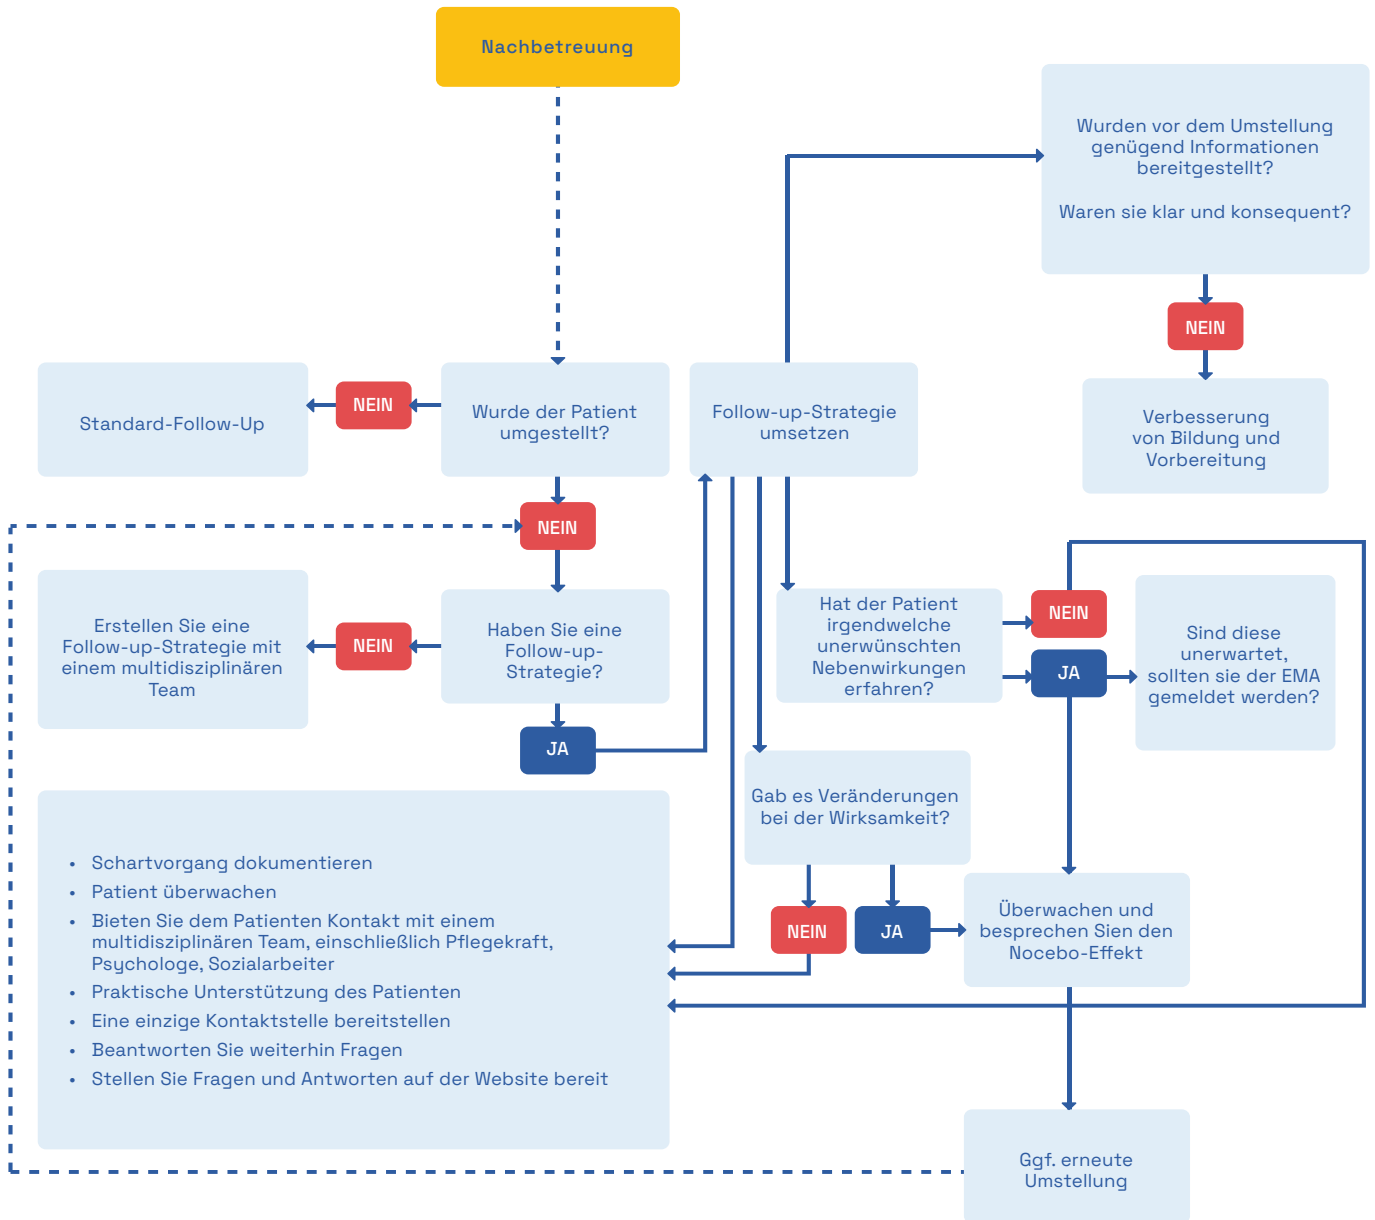 Nachbetreuung
Wurden vor dem Umstellung
genügend Informationen
bereitgestellt?
Waren sie klar und konsequent?
NEIN
Verbesserung
von Bildung und
Vorbereitung
Standard-Follow-Up
NEIN
Wurde der Patient
umgestellt?
Follow-up-Strategie
umsetzen
NEIN
Erstellen Sie eine
Follow-up-Strategie mit
einem multidisziplinären
Team
NEIN
Haben Sie eine
Follow-up-
Strategie?
JA
Hat der Patient
irgendwelche
unerwünschten
Nebenwirkungen
erfahren?
NEIN
JA
Sind diese
unerwartet,
sollten sie der EMA
gemeldet werden?
Gab es Veränderungen
bei der Wirksamkeit?
NEIN
JA
Überwachen und
besprechen Sien den
Nocebo-Effekt
• Schartvorgang dokumentieren
• Patient überwachen
• Bieten Sie dem Patienten Kontakt mit einem
multidisziplinären Team, einschließlich Pflegekraft,
Psychologe, Sozialarbeiter
• Praktische Unterstützung des Patienten
• Eine einzige Kontaktstelle bereitstellen
• Beantworten Sie weiterhin Fragen
• Stellen Sie Fragen und Antworten auf der Website bereit
Ggf. erneute
Umstellung